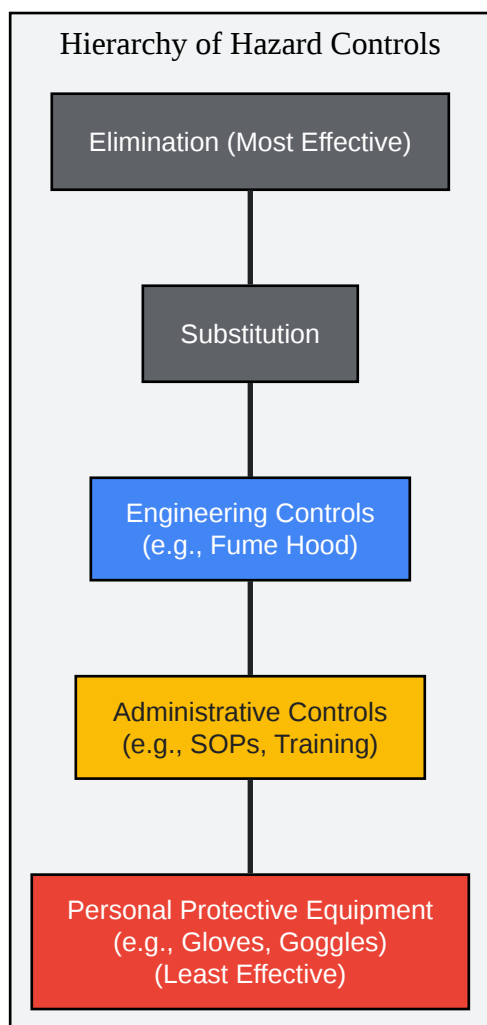 Hierarchy of Hazard Controls
Elimination (Most Effective)
Substitution
Engineering Controls
(e.g., Fume Hood)
Administrative Controls
(e.g., SOPs, Training)
Personal Protective Equipment
(e.g., Gloves, Goggles)
(Least Effective)